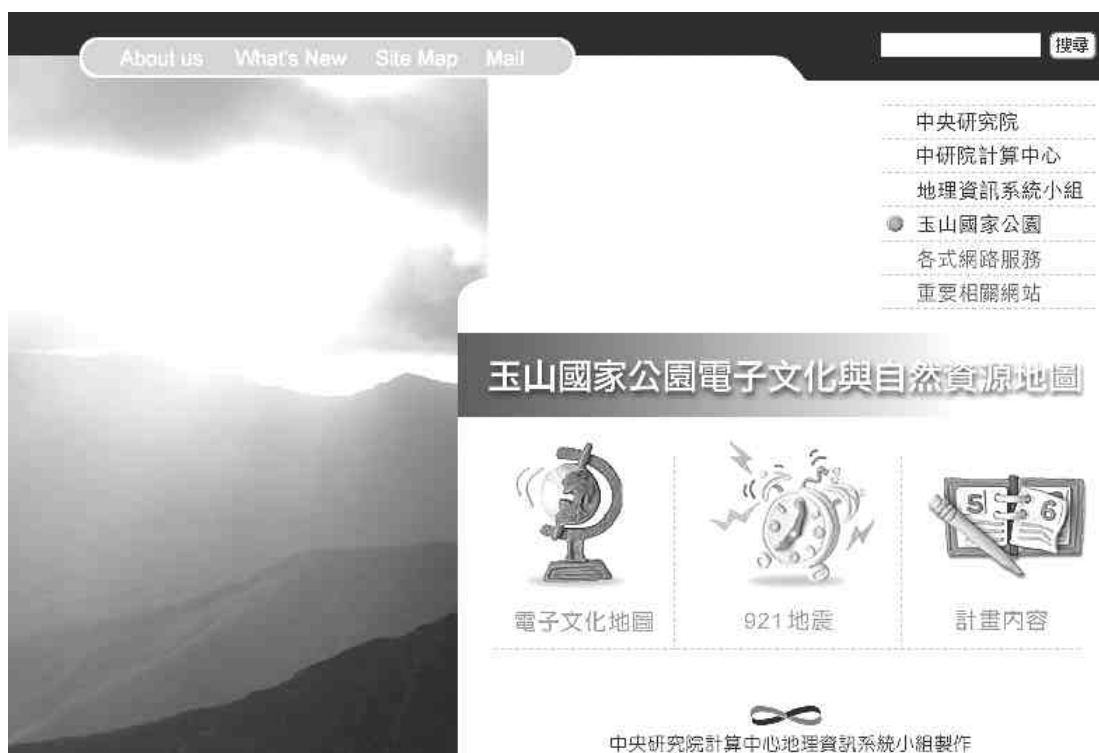 About us What's New Site Map Mail
搜尋
中央研究院
中研院計算中心
地理資訊系統小組
玉山國家公園
各式網路服務
重要相關網站
玉山國家公園電子文化與自然資源地圖
5 6
電子文化地圖 921地震 計畫內容
中央研究院計算中心地理資訊系統小組製作